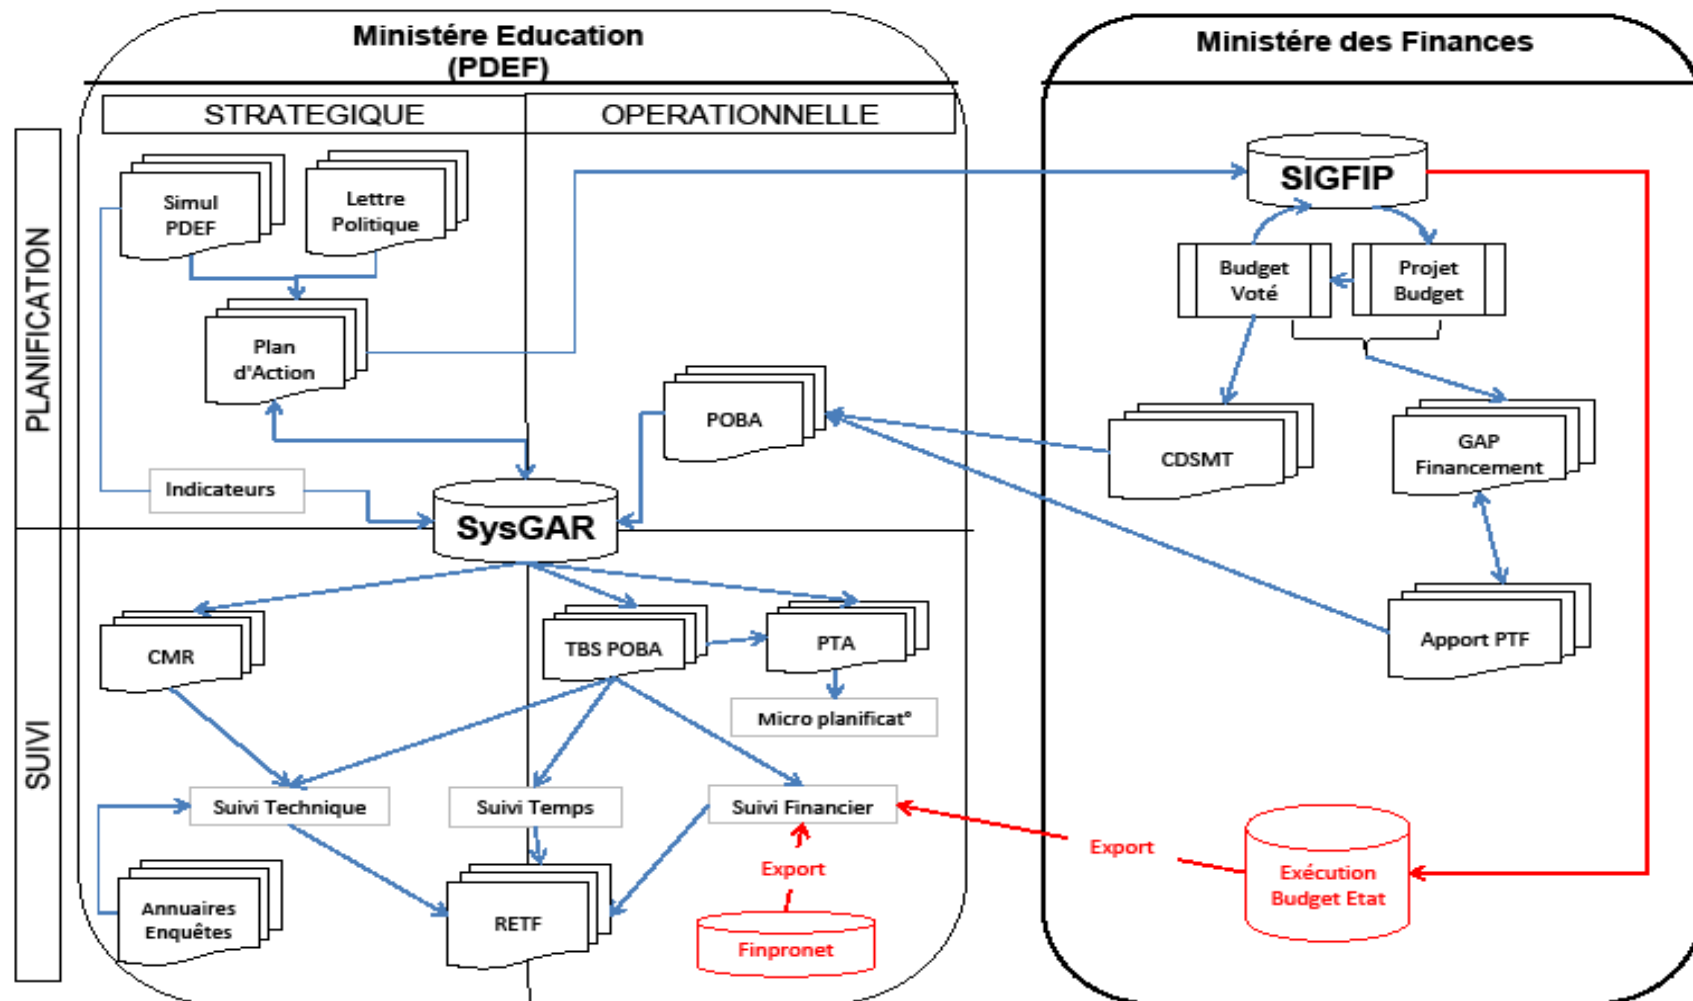 Ministére Education
(PDEF)
Ministére des Finances
STRATEGIQUE
OPERATIONNELLE
PLANIFICATION
Simul
PDEF
Lettre
Politique
SIGFIP
Budget
Voté
Projet
Budget
Plan
d'Action
POBA
CDSMT
GAP
Financement
Indicateurs
SysGAR
SUIVI
CMR
TBS POBA
PTA
Apport PTF
Micro planificat°
Suivi Technique
Suivi Temps
Suivi Financier
Export
Export
Exécution
Budget Etat
Annuaires
Enquêtes
RETF
Finpronet